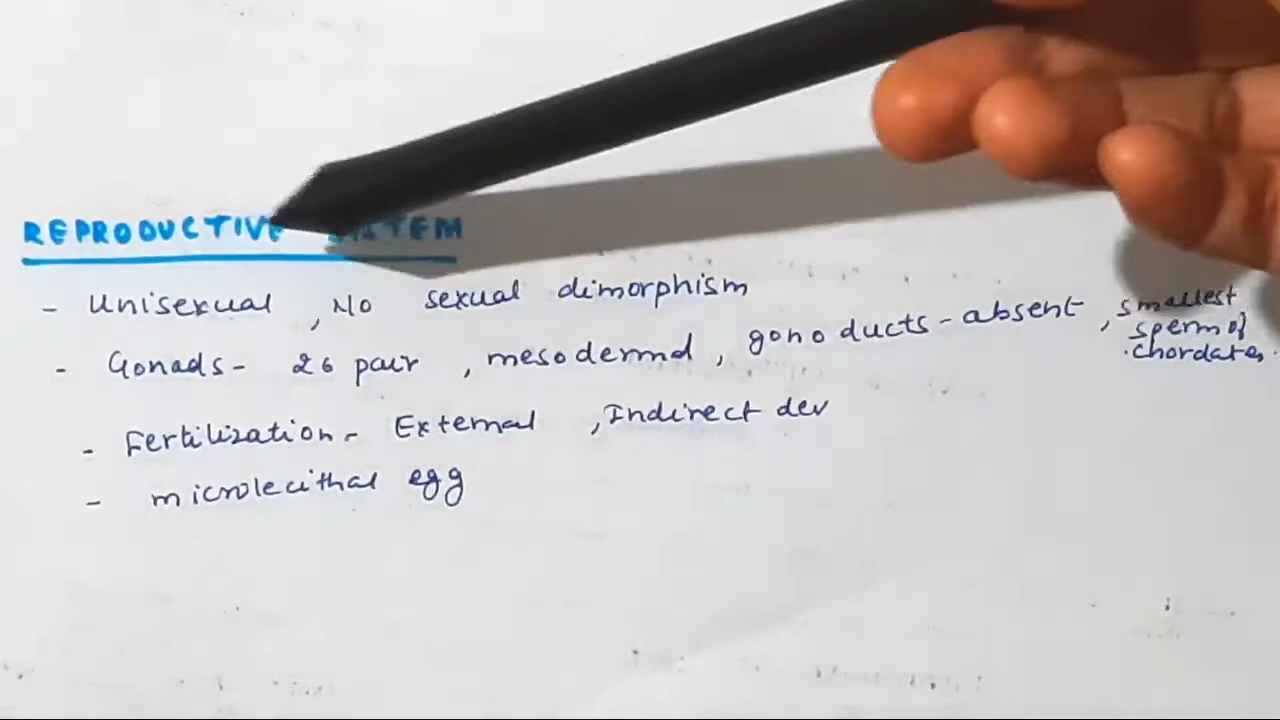 REPRODUCTIVE SYSTEM
- Unisexual , No sexual dimorphism
- Gonads - 26 pair , mesodermal , gonoducts - absent , smallest sperm of chordates.
- Fertilization - External , Indirect dev
- microlecithal egg